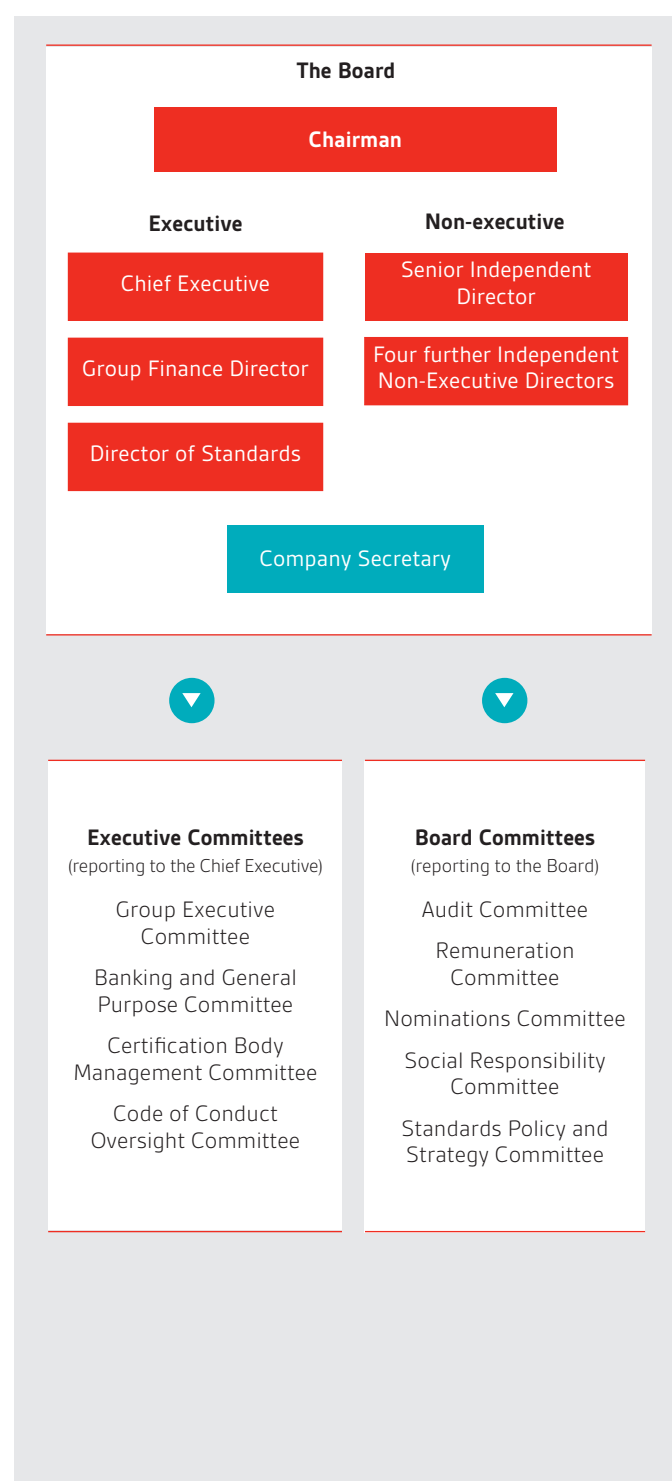 The Board
Chairman
Executive
Chief Executive
Group Finance Director
Director of Standards
Non-executive
Senior Independent
Director
Four further Independent
Non-Executive Directors
Company Secretary
Executive Committees
(reporting to the Chief Executive)
Group Executive
Committee
Banking and General
Purpose Committee
Certification Body
Management Committee
Code of Conduct
Oversight Committee
Board Committees
(reporting to the Board)
Audit Committee
Remuneration
Committee
Nominations Committee
Social Responsibility
Committee
Standards Policy and
Strategy Committee